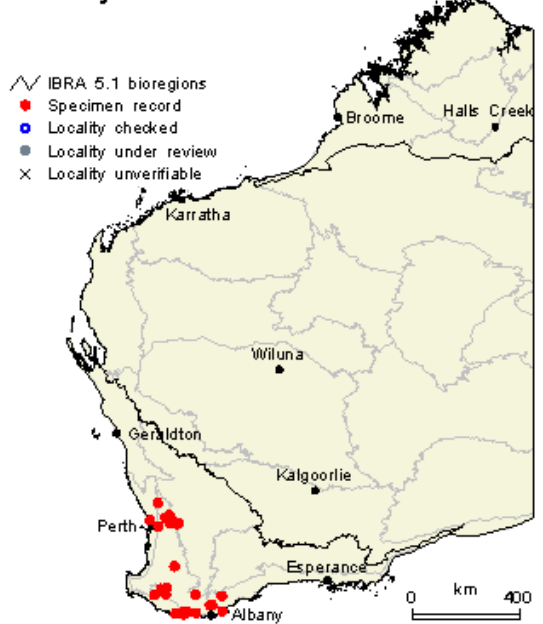 IBRA 5.1 bioregions
Specimen record
Locality checked
Locality under review
Locality unverifiable
Broome
Halls Creek
Karratha
Wiluna
Geraldton
Kalgoorlie
Perth
Esperance
Albany
km
0 400